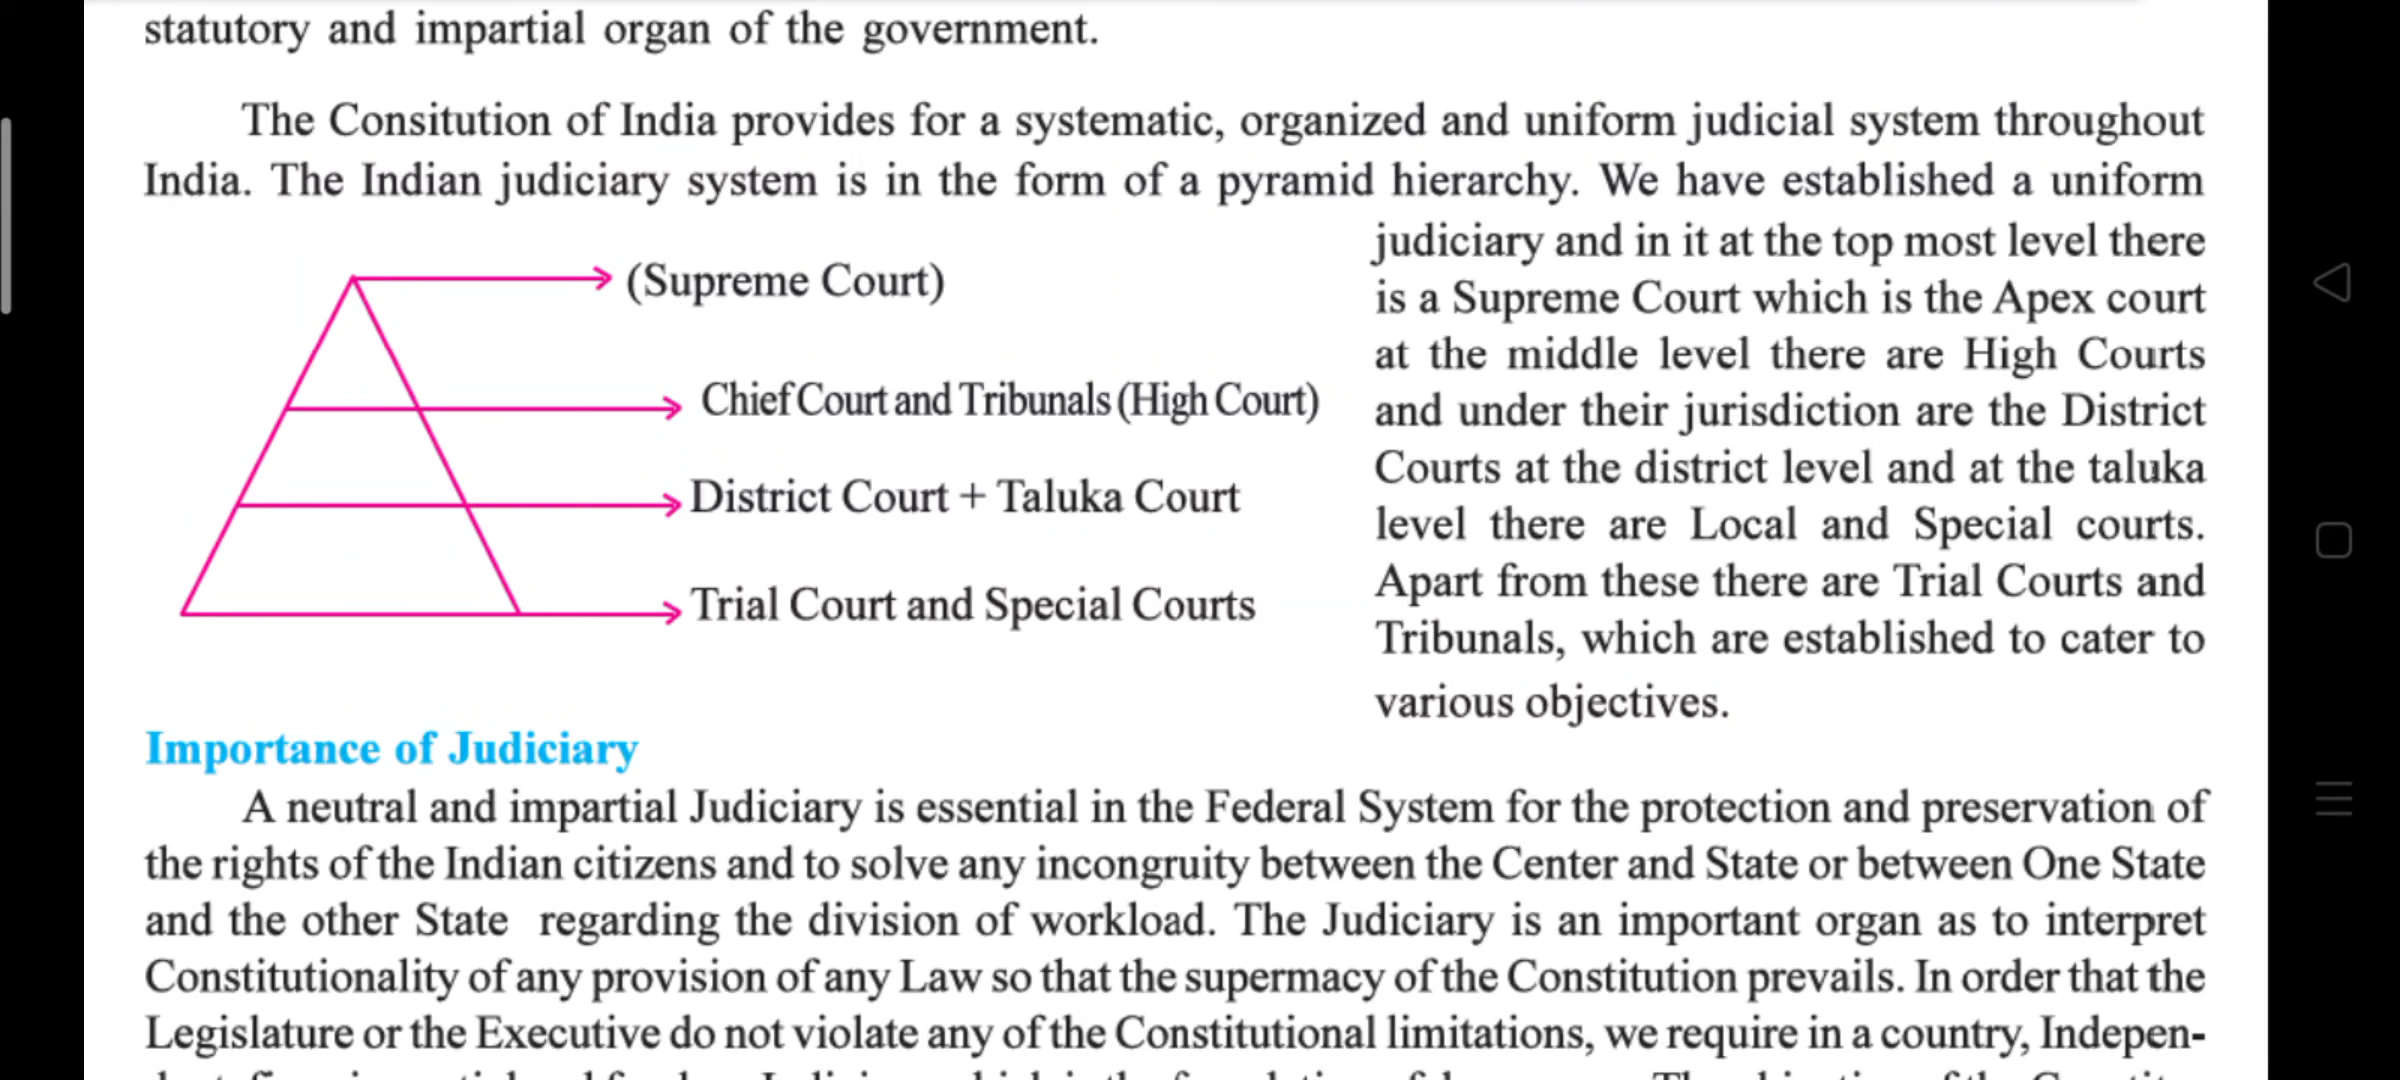 statutory and impartial organ of the government.
The Consitution of India provides for a systematic, organized and uniform judicial system throughout
India. The Indian judiciary system is in the form of a pyramid hierarchy. We have established a uniform
judiciary and in it at the top most level there
is a Supreme Court which is the Apex court
at the middle level there are High Courts
and under their jurisdiction are the District
Courts at the district level and at the taluka
level there are Local and Special courts.
Apart from these there are Trial Courts and
Tribunals, which are established to cater to
various objectives.
(Supreme Court)
Chief Court and Tribunals (High Court)
District Court + Taluka Court
Trial Court and Special Courts
Importance of Judiciary
A neutral and impartial Judiciary is essential in the Federal System for the protection and preservation of
the rights of the Indian citizens and to solve any incongruity between the Center and State or between One State
and the other State regarding the division of workload. The Judiciary is an important organ as to interpret
Constitutionality of any provision of any Law so that the supermacy of the Constitution prevails. In order that the
Legislature or the Executive do not violate any of the Constitutional limitations, we require in a country, Indepen-